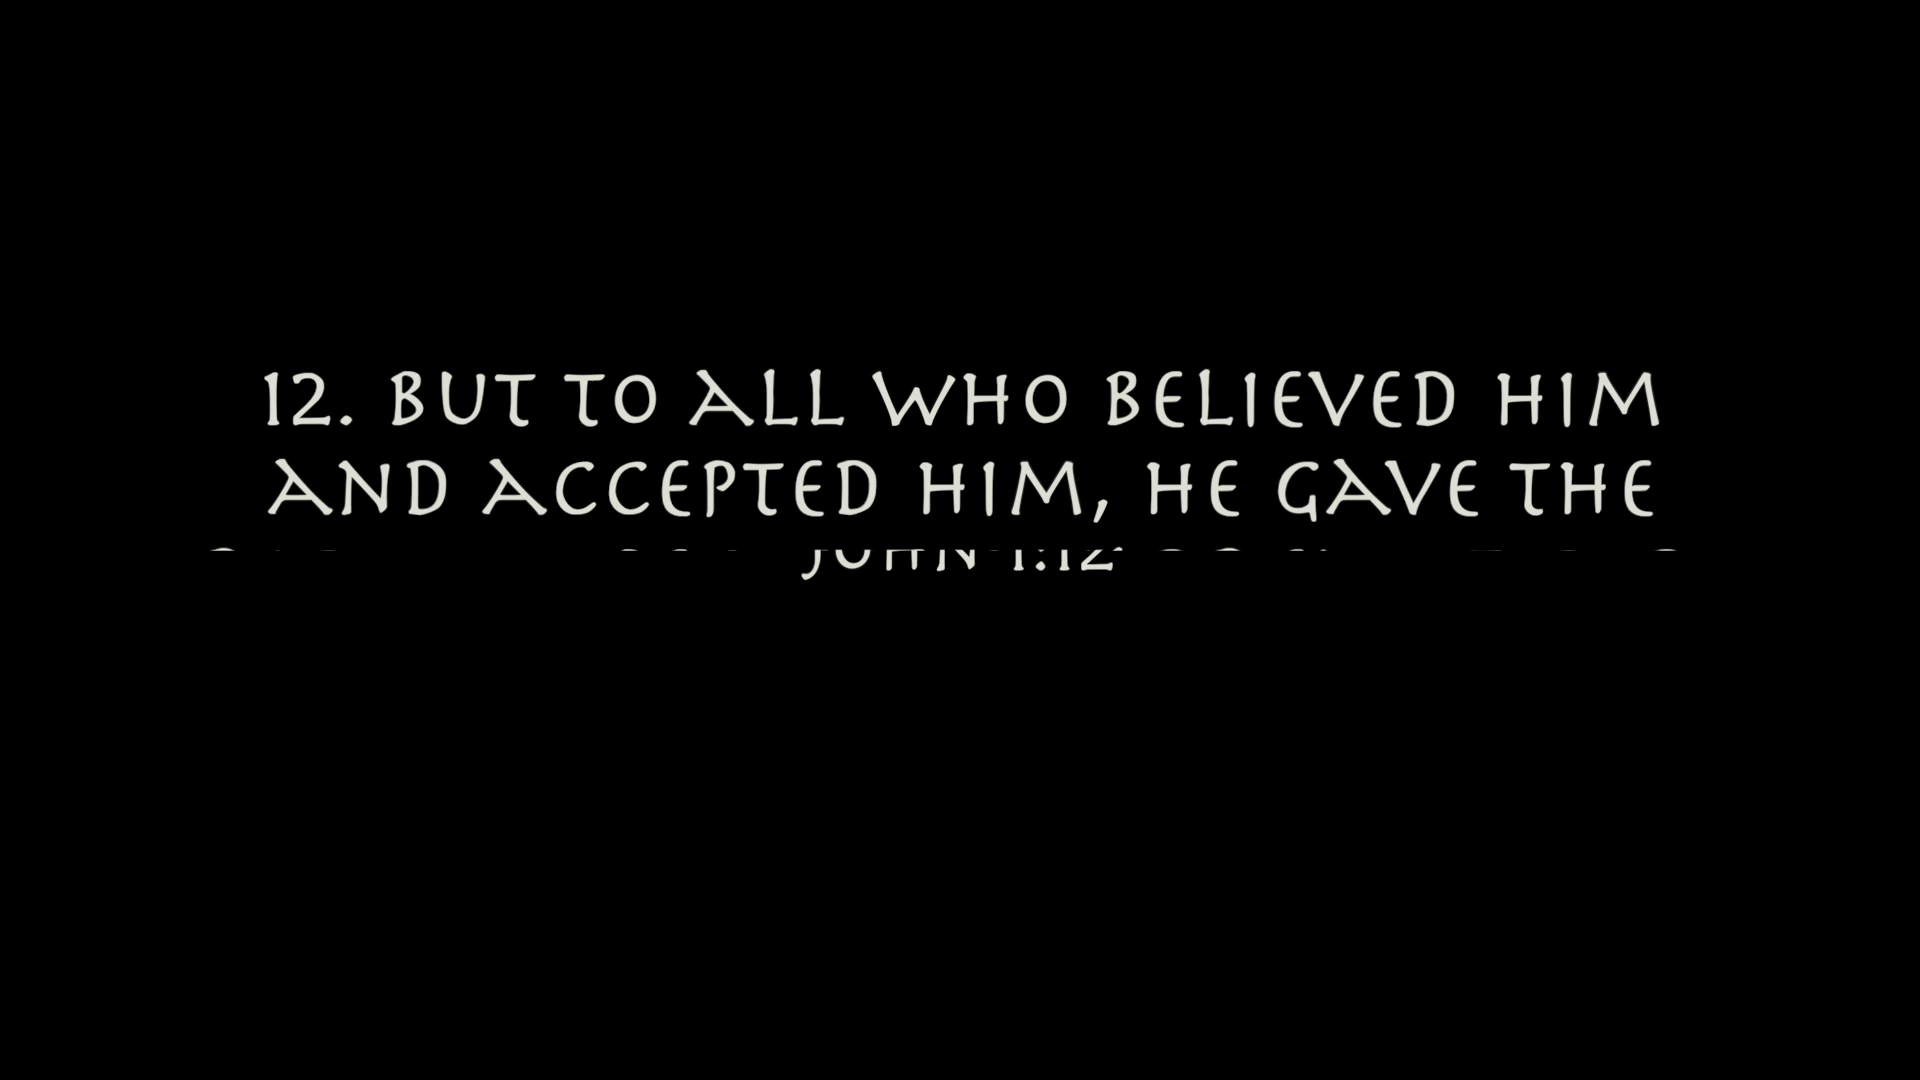 12. BUT TO ALL WHO BELIEVED HIM
AND ACCEPTED HIM, HE GAVE THE
JOHN 1:12